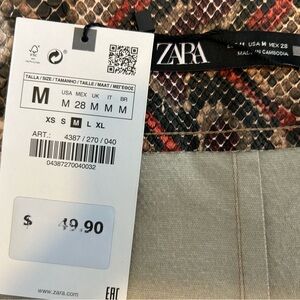 FSC
TALLA / SIZE / TAMANHO / TAILLE / MAAT / ΜΕΓΕΘΟΣ
M
USA MEX UK IT BR
M 28 M M M
XS S M L XL
ART.: 4387 / 270 / 040
04387270040032
$ 49.90
www.zara.com
EAC
ZARA
M USA M MEX 28
MADE IN CAMBODIA